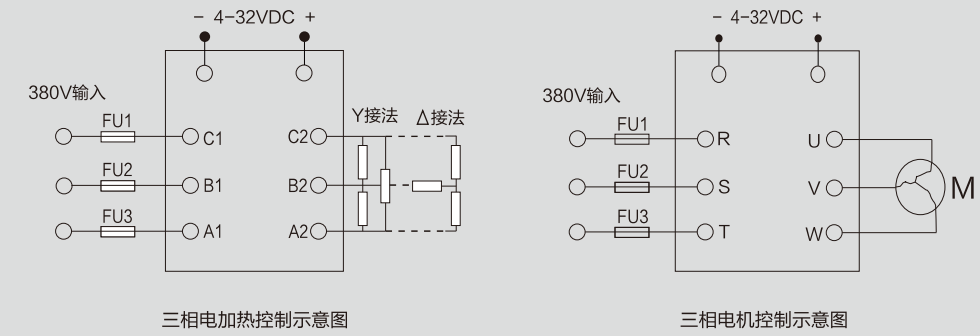 − 4-32VDC +
380V输入
FU1
C1
C2
Y接法
Δ接法
FU2
B1
B2
FU3
A1
A2
三相电加热控制示意图
− 4-32VDC +
380V输入
FU1
R
U
FU2
S
V
M
FU3
T
W
三相电机控制示意图